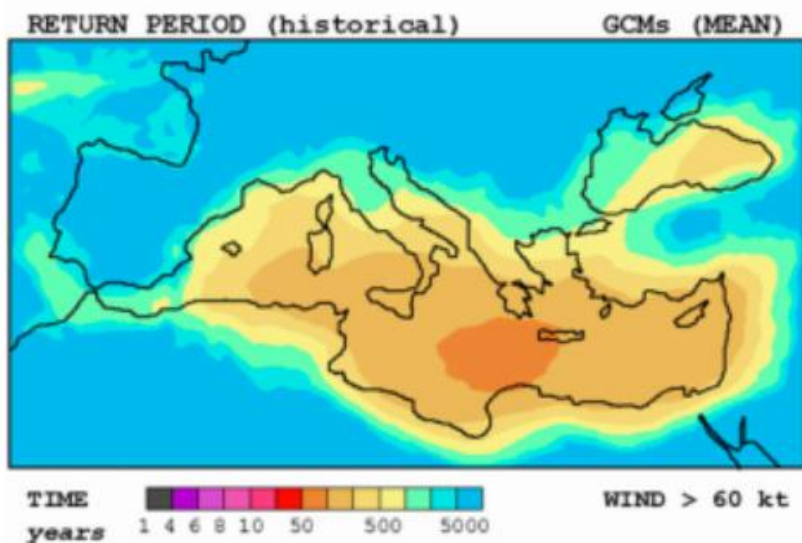 RETURN PERIOD (historical) GCMs (MEAN)
TIME WIND > 60 kt
years 1 4 6 8 10 50 500 5000